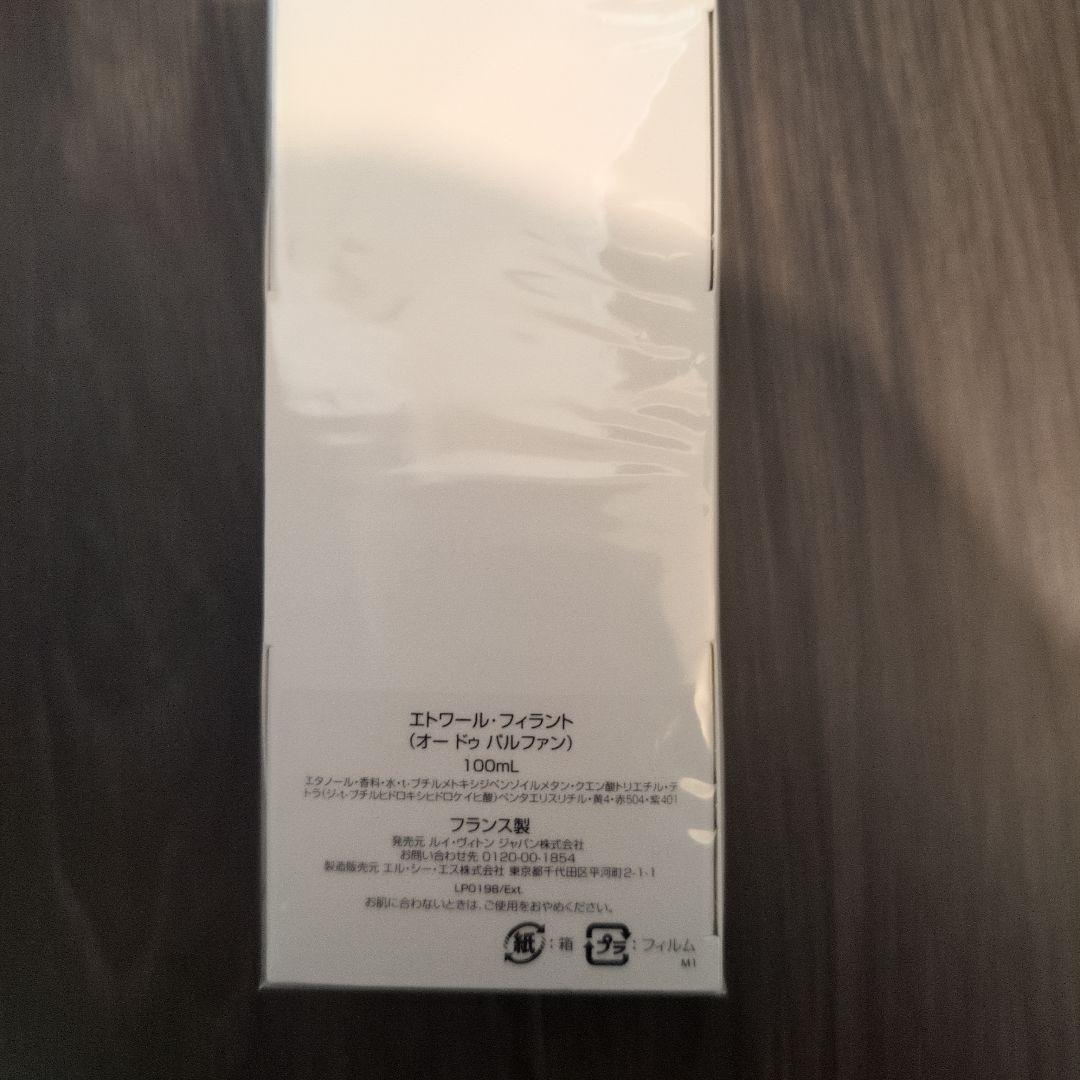 エトワール・フィラント
(オー ドゥ パルファン)
100mL
エタノール・香料・水・t-ブチルメトキシジベンゾイルメタン・クエン酸トリエチル・テ
トラ(ジ-t-ブチルヒドロキシヒドロケイヒ酸)ペンタエリスリチル・黄4・赤504・紫401
フランス製
発売元 ルイ・ヴィトン ジャパン株式会社
お問い合わせ先 0120-00-1854
製造販売元 エル・シー・エス株式会社 東京都千代田区平河町2-1-1
LP0198/Ext.
お肌に合わないときは、ご使用をおやめください。
紙：箱 プラ：フィルム
M1